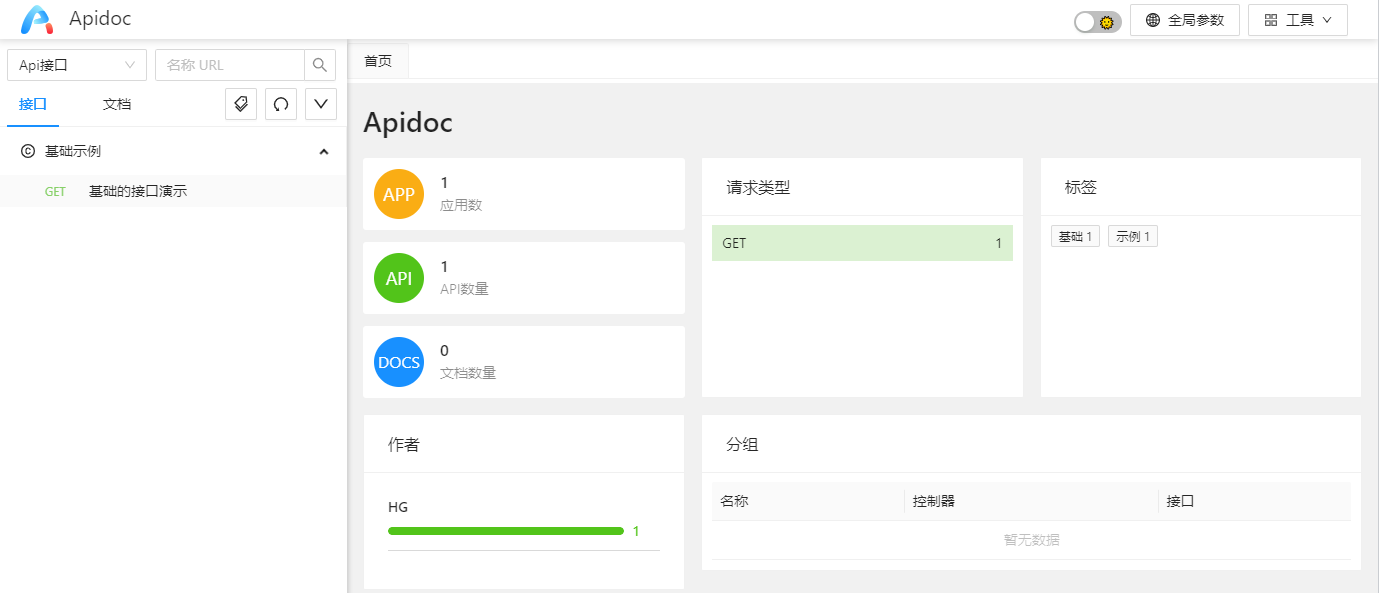 Apidoc
全局参数
工具
Api接口
名称 URL
首页
接口
文档
基础示例
GET 基础的接口演示
Apidoc
APP
1
应用数
API
1
API数量
DOCS
0
文档数量
请求类型
GET 1
标签
基础 1 示例 1
作者
HG
1
分组
名称 控制器 接口
暂无数据